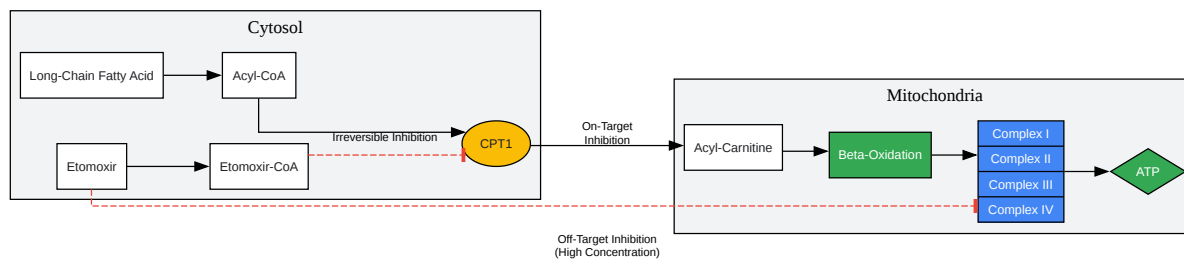 Cytosol
Long-Chain Fatty Acid
Acyl-CoA
Irreversible Inhibition
CPT1
Etomoxir
Etomoxir-CoA
On-Target
Inhibition
Mitochondria
Acyl-Carnitine
Beta-Oxidation
Complex I
Complex II
Complex III
Complex IV
ATP
Off-Target Inhibition
(High Concentration)